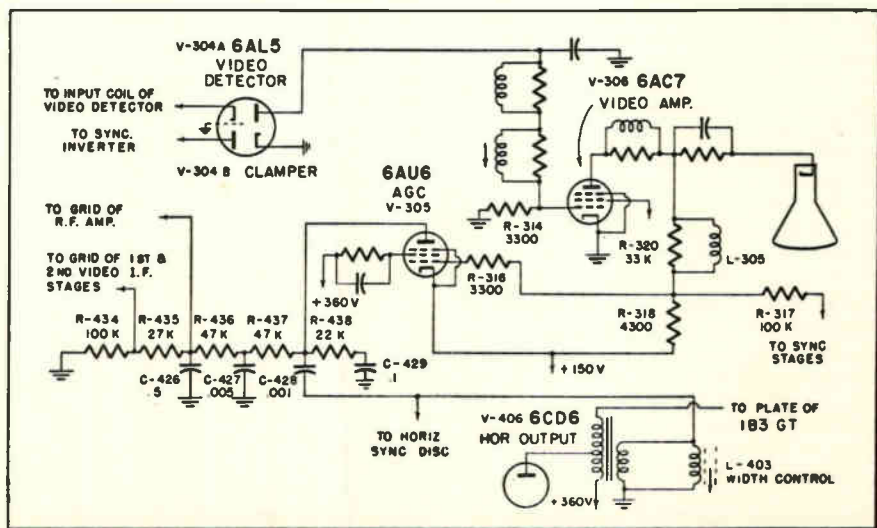 V-304A 6AL5
VIDEO
DETECTOR
TO INPUT COIL OF
VIDEO DETECTOR
TO SYNC.
INVERTER
V-304 B CLAMPER
V-306 6AC7
VIDEO AMP.
6AU6
AGC
V-305
TO GRID OF
R.F. AMP.
TO GRID OF 1ST &
2ND VIDEO I.F.
STAGES
R-314
3300
R-320
33 K
L-305
+360V
R-316
3300
R-434
100 K
R-435
27 K
R-436
47 K
R-437
47 K
R-438
22 K
R-318
4300
R-317
100 K
TO SYNC
STAGES
C-426
.5
C-427
.005
C-428
.001
C-429
.1
+150V
TO HORIZ
SYNC DISC
V-406 6CD6
HOR OUTPUT
TO PLATE OF
1B3 GT
L-403
WIDTH CONTROL
+360V